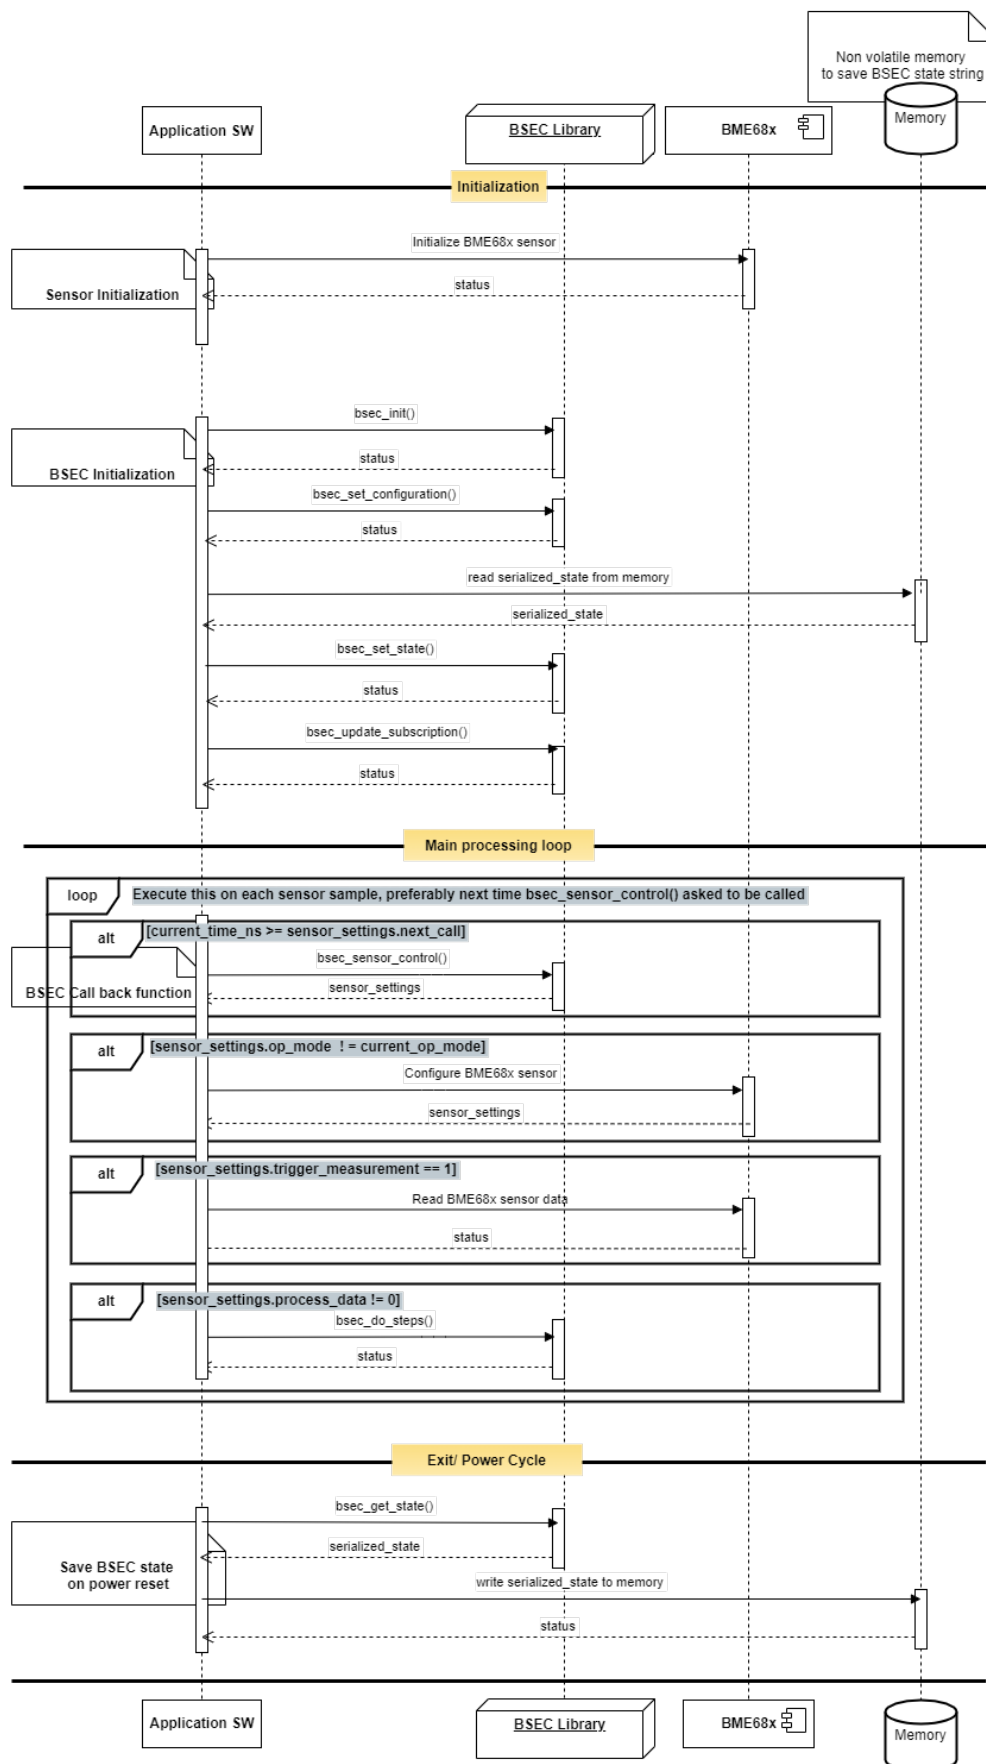 Non volatile memory
to save BSEC state string
Application SW
BSEC Library
BME68x
Memory
Initialization
Initialize BME68x sensor
Sensor Initialization
status
bsec_init()
BSEC Initialization
status
bsec_set_configuration()
status
read serialized_state from memory
serialized_state
bsec_set_state()
status
bsec_update_subscription()
status
Main processing loop
loop
Execute this on each sensor sample, preferably next time bsec_sensor_control() asked to be called
alt
[current_time_ns >= sensor_settings.next_call]
bsec_sensor_control()
BSEC Call back function
sensor_settings
alt
[sensor_settings.op_mode ! = current_op_mode]
Configure BME68x sensor
sensor_settings
alt
[sensor_settings.trigger_measurement == 1]
Read BME68x sensor data
status
alt
[sensor_settings.process_data != 0]
bsec_do_steps()
status
Exit/ Power Cycle
bsec_get_state()
serialized_state
Save BSEC state
on power reset
write serialized_state to memory
status
Application SW
BSEC Library
BME68x
Memory